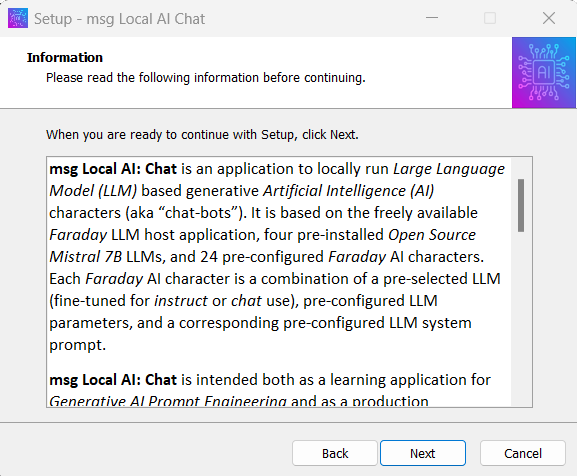 Setup - msg Local AI Chat
Information
Please read the following information before continuing.
AI
When you are ready to continue with Setup, click Next.
msg Local AI: Chat is an application to locally run Large Language
Model (LLM) based generative Artificial Intelligence (AI)
characters (aka “chat-bots”). It is based on the freely available
Faraday LLM host application, four pre-installed Open Source
Mistral 7B LLMs, and 24 pre-configured Faraday AI characters.
Each Faraday AI character is a combination of a pre-selected LLM
(fine-tuned for instruct or chat use), pre-configured LLM
parameters, and a corresponding pre-configured LLM system
prompt.
msg Local AI: Chat is intended both as a learning application for
Generative AI Prompt Engineering and as a production
Back Next Cancel